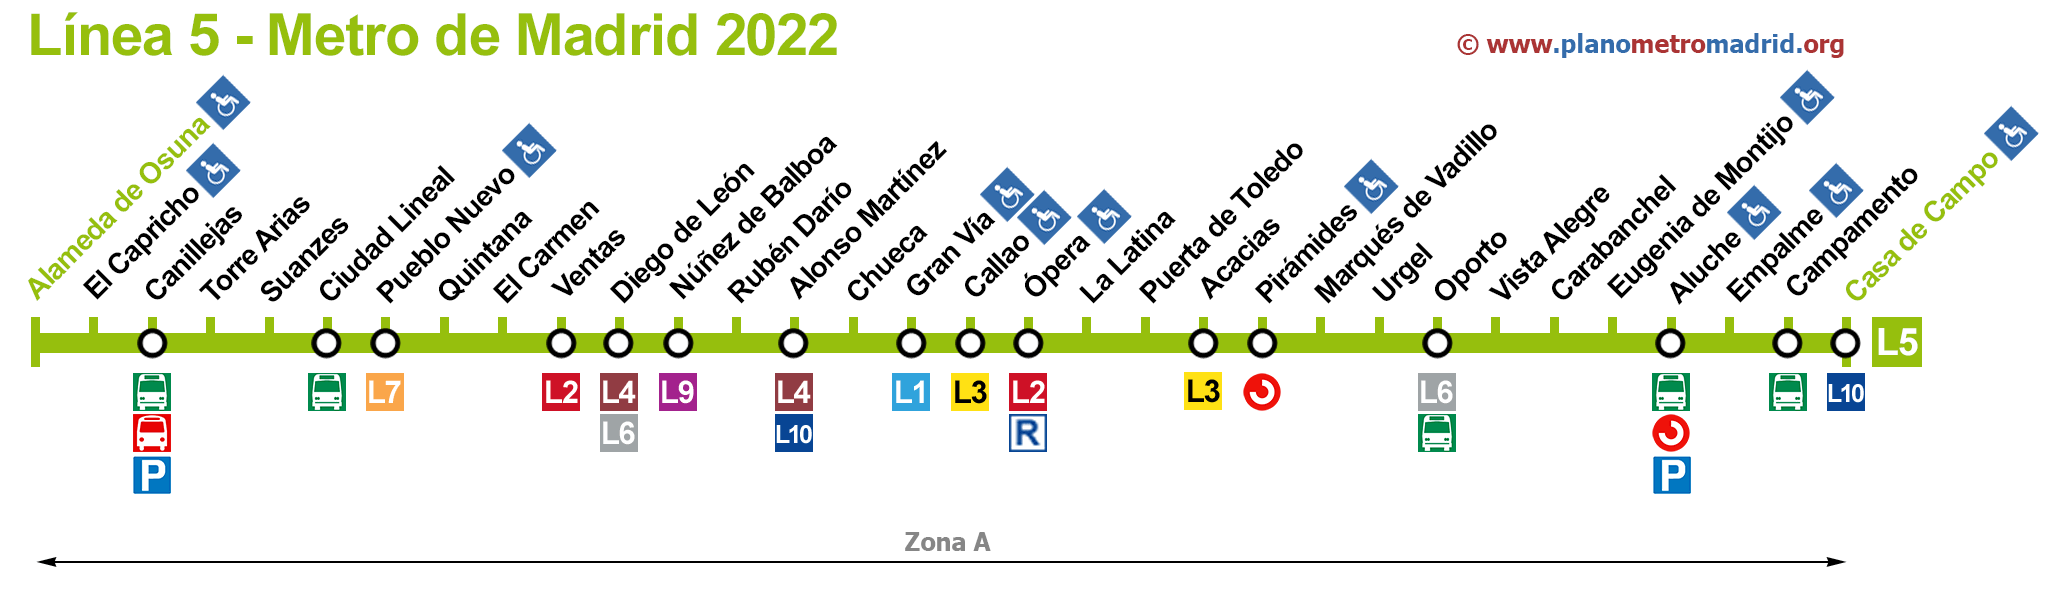 Línea 5 - Metro de Madrid 2022
© www.planometromadrid.org
Alameda de Osuna
El Capricho
Canillejas
Torre Arias
Suanzes
Ciudad Lineal
Pueblo Nuevo
Quintana
El Carmen
Ventas
Diego de León
Núñez de Balboa
Rubén Darío
Alonso Martínez
Chueca
Gran Vía
Callao
Ópera
La Latina
Puerta de Toledo
Acacias
Pirámides
Marqués de Vadillo
Urgel
Oporto
Vista Alegre
Carabanchel
Eugenia de Montijo
Aluche
Empalme
Campamento
Casa de Campo
L5
L7 L2 L4 L9 L4 L1 L3 L2 L3 L6 L10
L6 L10 R
P P
Zona A